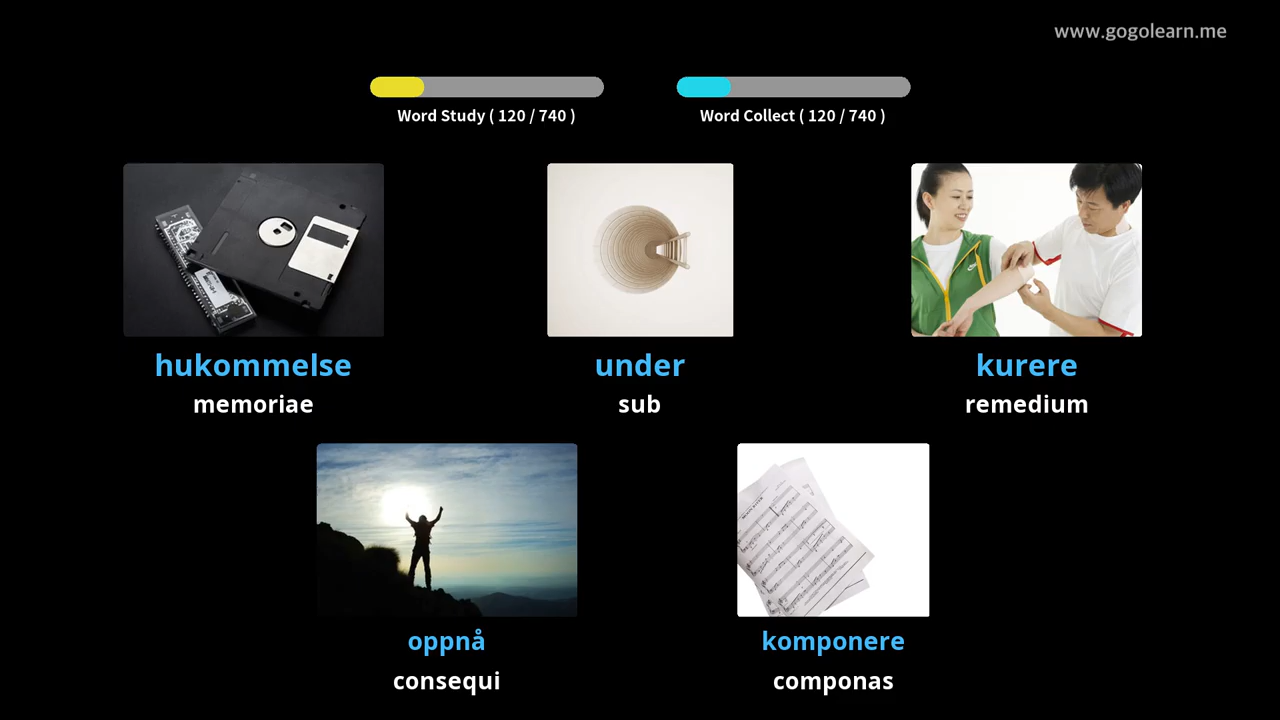 www.gogolearn.me
Word Study ( 120 / 740 )
Word Collect ( 120 / 740 )
hukommelse
memoriae
under
sub
kurere
remedium
oppnå
consequi
komponere
componas